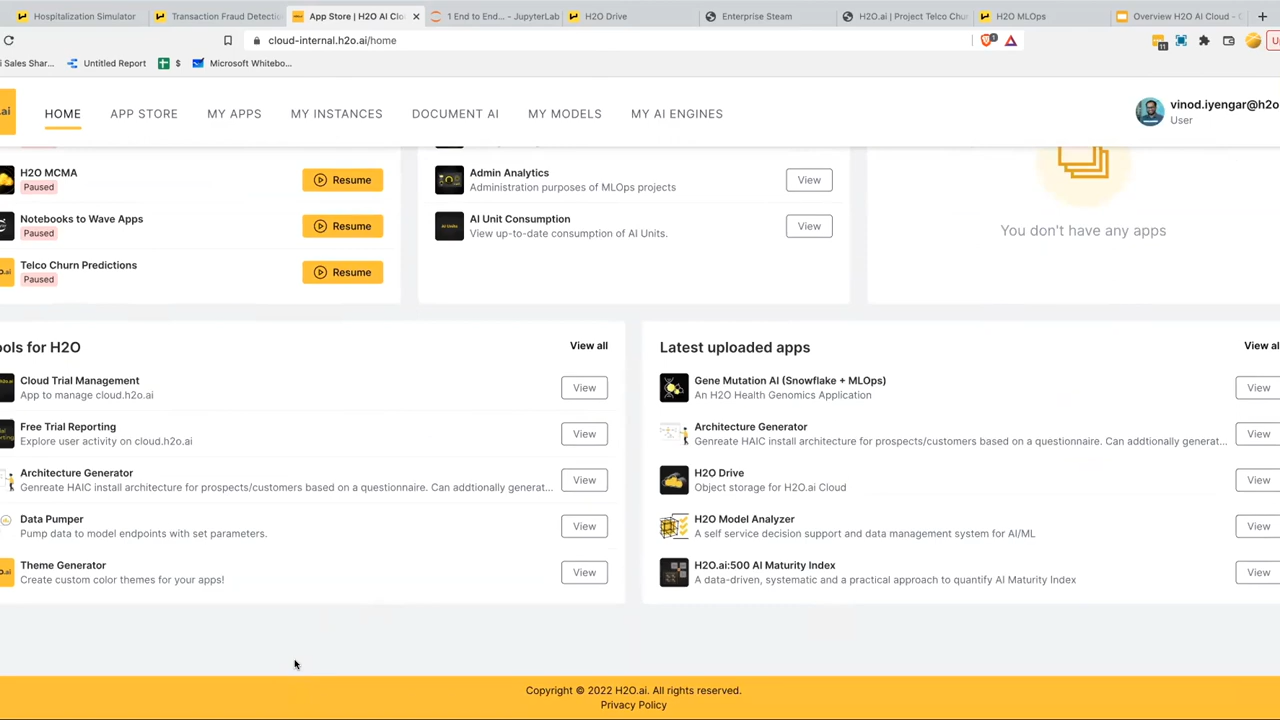 Hospitalization Simulator
Transaction Fraud Detectio
App Store | H2O AI Clo
1 End to End... - JupyterLab
H2O Drive
Enterprise Steam
H2O.ai | Project Telco Chu
H2O MLOps
Overview H2O AI Cloud - G
cloud-internal.h2o.ai/home
11
1
i Sales Shar...
Untitled Report
$
Microsoft Whitebo...
.ai
HOME
APP STORE
MY APPS
MY INSTANCES
DOCUMENT AI
MY MODELS
MY AI ENGINES
vinod.iyengar@h2o
User
H2O MCMA
Paused
Resume
Notebooks to Wave Apps
Paused
Resume
Telco Churn Predictions
Paused
Resume
Admin Analytics
Administration purposes of MLOps projects
View
AI Unit Consumption
View up-to-date consumption of AI Units.
View
You don't have any apps
ols for H2O
View all
Cloud Trial Management
App to manage cloud.h2o.ai
View
Free Trial Reporting
Explore user activity on cloud.h2o.ai
View
Architecture Generator
Genreate HAIC install architecture for prospects/customers based on a questionnaire. Can addtionally generat...
View
Data Pumper
Pump data to model endpoints with set parameters.
View
Theme Generator
Create custom color themes for your apps!
View
Latest uploaded apps
View al
Gene Mutation AI (Snowflake + MLOps)
An H2O Health Genomics Application
View
Architecture Generator
Genreate HAIC install architecture for prospects/customers based on a questionnaire. Can addtionally generat...
View
H2O Drive
Object storage for H2O.ai Cloud
View
H2O Model Analyzer
A self service decision support and data management system for AI/ML
View
H2O.ai:500 AI Maturity Index
A data-driven, systematic and a practical approach to quantify AI Maturity Index
View
Copyright © 2022 H2O.ai. All rights reserved.
Privacy Policy